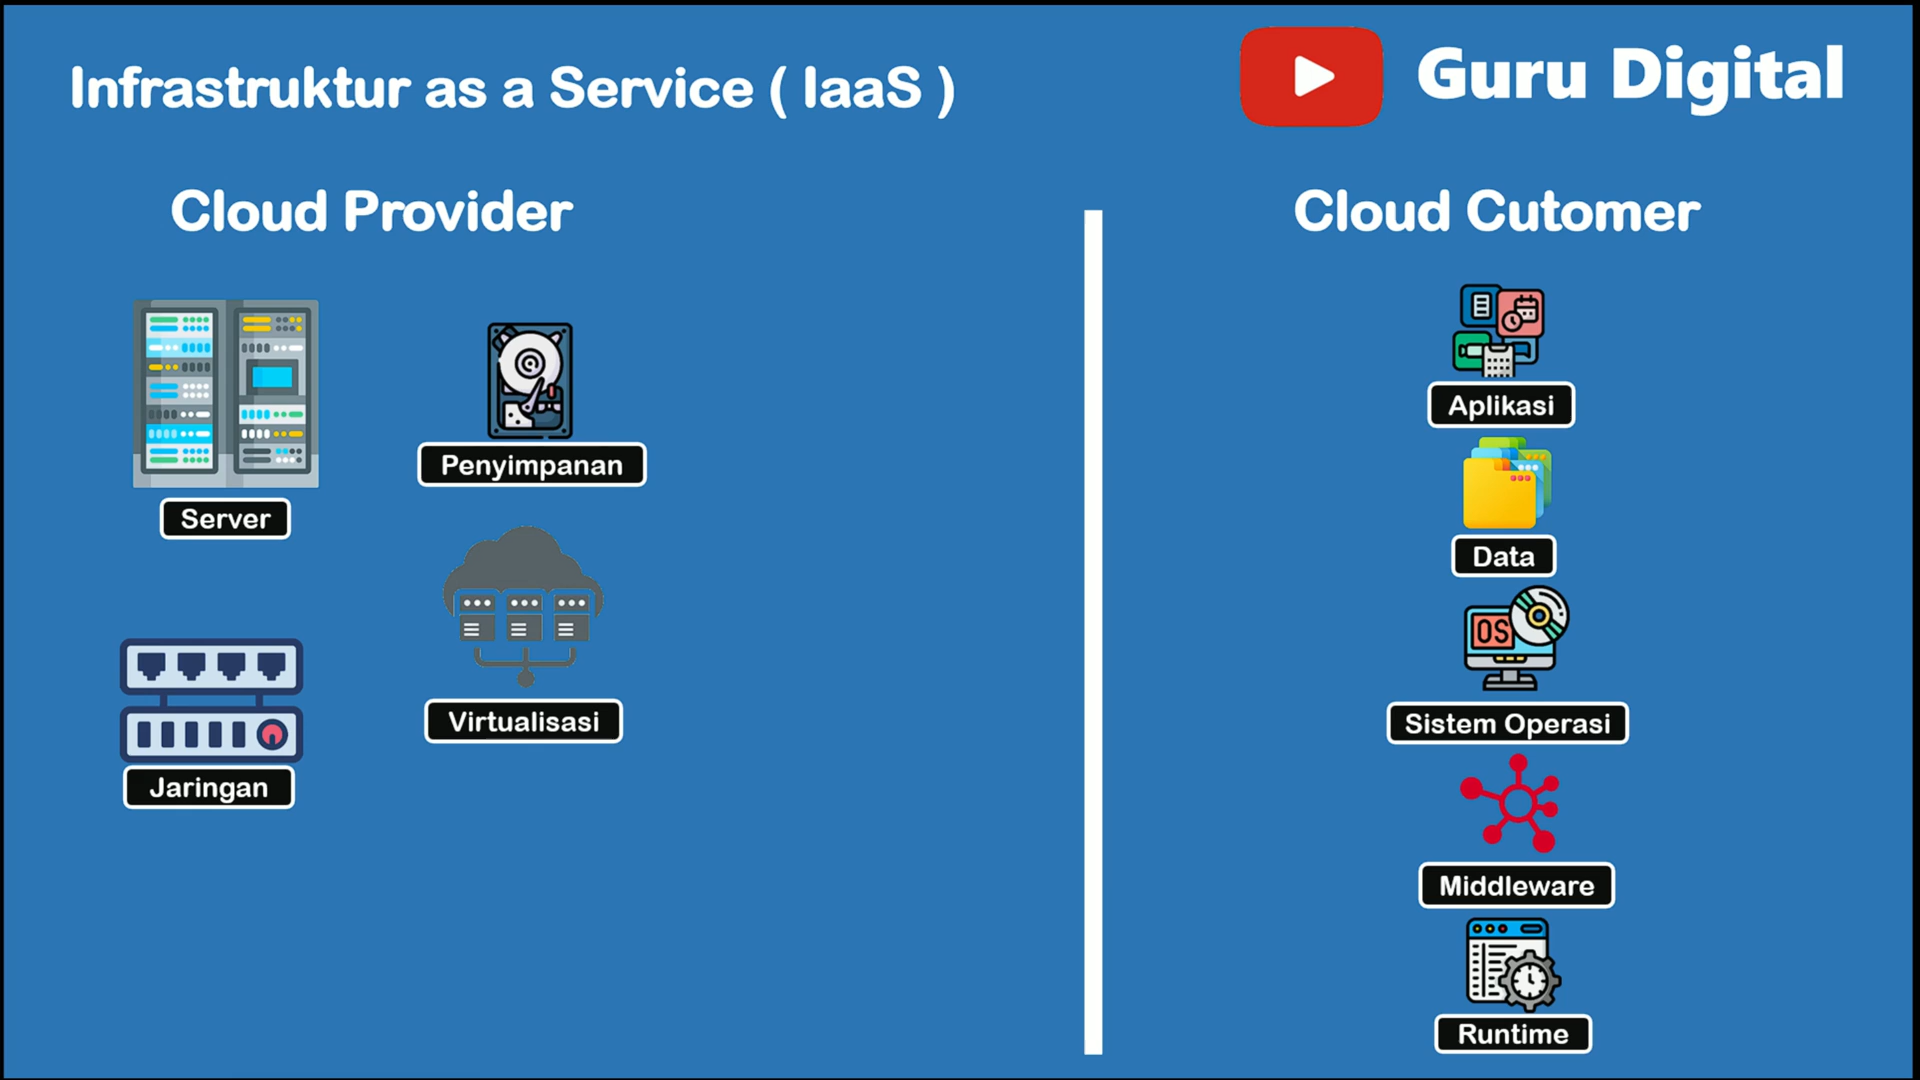 Infrastruktur as a Service ( IaaS )
Guru Digital
Cloud Provider
Server
Penyimpanan
Jaringan
Virtualisasi
Cloud Cutomer
Aplikasi
Data
OS
Sistem Operasi
Middleware
Runtime